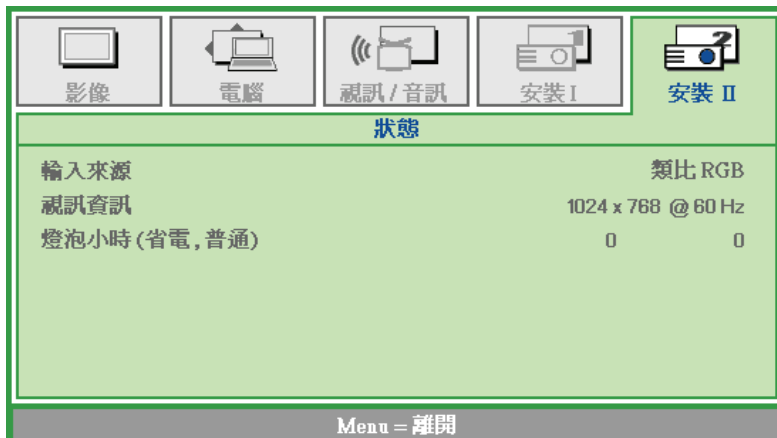 影像
電腦
視訊 / 音訊
安裝 I
安裝 II
狀態
輸入來源 類比 RGB
視訊資訊 1024 x 768 @ 60 Hz
燈泡小時 (省電 , 普通) 0 0
Menu = 離開